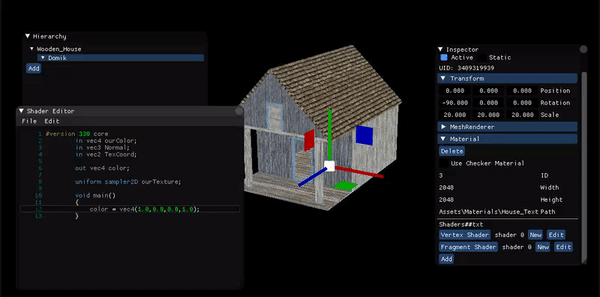 Hierarchy
Wooden_House
Domik
Add
Shader Editor
File Edit
1 #version 330 core
2 in vec4 ourColor;
3 in vec3 Normal;
4 in vec2 TexCoord;
5
6 out vec4 color;
7
8 uniform sampler2D ourTexture;
9
10 void main()
11 {
12 color = vec4(1.0,0.0,0.0,1.0);
13 }
Inspector
Active Static
UID: 3409319939
Transform
0.000 0.000 0.000 Position
-90.000 0.000 0.000 Rotation
20.000 20.000 20.000 Scale
MeshRenderer
Material
Delete
Use Checker Material
3 ID
2048 Width
2048 Height
Assets\Materials\House_Text Path
Shaders##txt
Vertex Shader shader 0 New Edit
Fragment Shader shader 0 New Edit
Add